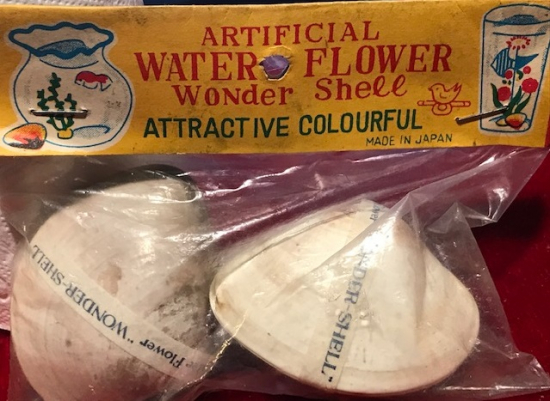 ARTIFICIAL
WATER FLOWER
Wonder Shell
ATTRACTIVE COLOURFUL
MADE IN JAPAN
Flower "WONDER-SHELL
WONDER-SHELL"